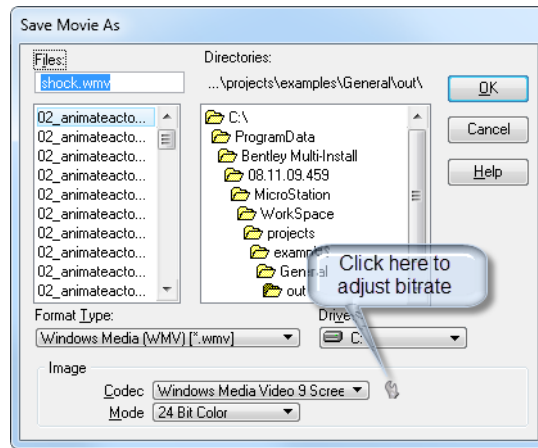 Save Movie As
Files:
shock.wmv
Directories:
...\projects\examples\General\out\
OK
Cancel
Help
02_animateacto...
02_animateacto...
02_animateacto...
02_animateacto...
02_animateacto...
02_animateacto...
02_animateacto...
02_animateacto...
02_animateacto...
02_animateacto...
C:\
ProgramData
Bentley Multi-Install
08.11.09.459
MicroStation
WorkSpace
projects
examples
General
out
Click here to
adjust bitrate
Format Type:
Windows Media (WMV) [*.wmv]
Drives:
C:
Image
Codec
Windows Media Video 9 Scree
Mode
24 Bit Color